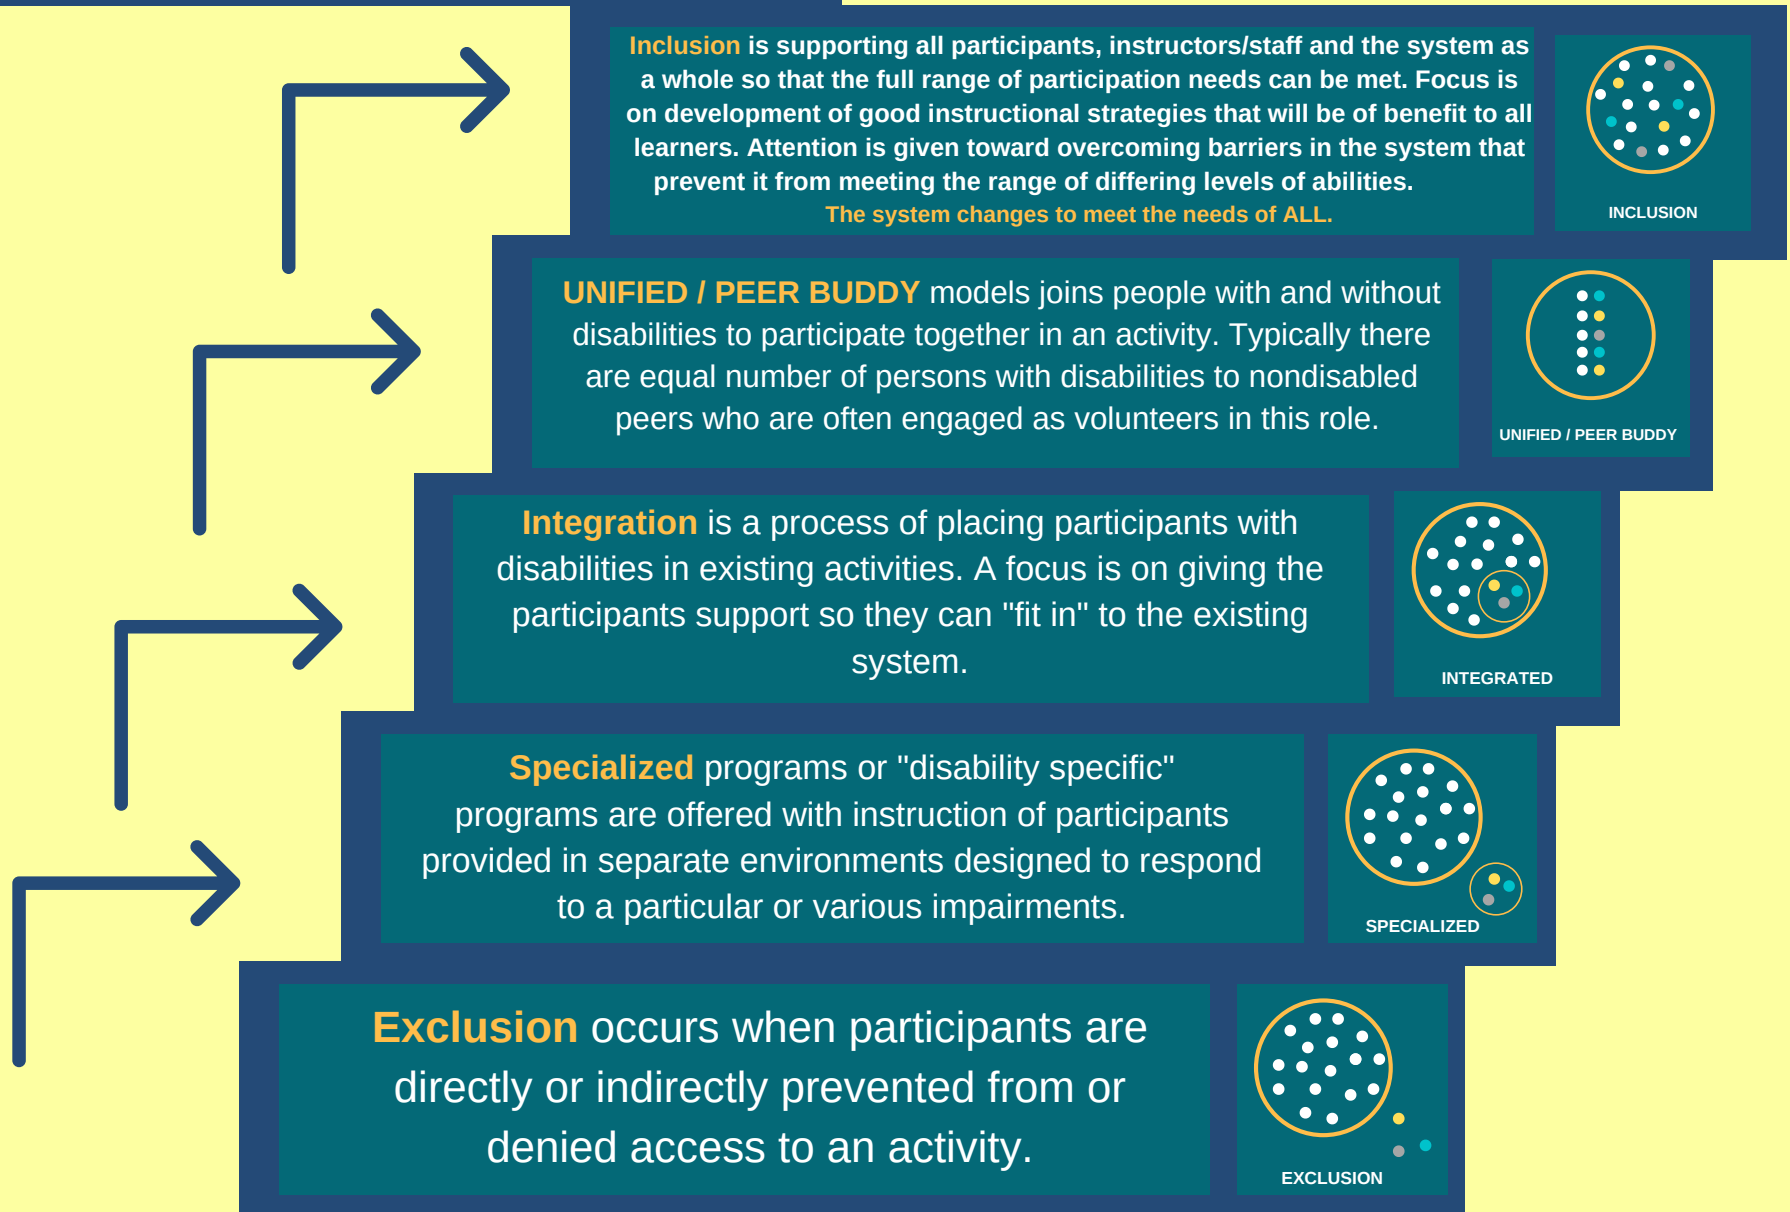 Inclusion is supporting all participants, instructors/staff and the system as
a whole so that the full range of participation needs can be met. Focus is
on development of good instructional strategies that will be of benefit to all
learners. Attention is given toward overcoming barriers in the system that
prevent it from meeting the range of differing levels of abilities.
The system changes to meet the needs of ALL.
INCLUSION
UNIFIED / PEER BUDDY models joins people with and without
disabilities to participate together in an activity. Typically there
are equal number of persons with disabilities to nondisabled
peers who are often engaged as volunteers in this role.
UNIFIED / PEER BUDDY
Integration is a process of placing participants with
disabilities in existing activities. A focus is on giving the
participants support so they can "fit in" to the existing
system.
INTEGRATED
Specialized programs or "disability specific"
programs are offered with instruction of participants
provided in separate environments designed to respond
to a particular or various impairments.
SPECIALIZED
Exclusion occurs when participants are
directly or indirectly prevented from or
denied access to an activity.
EXCLUSION